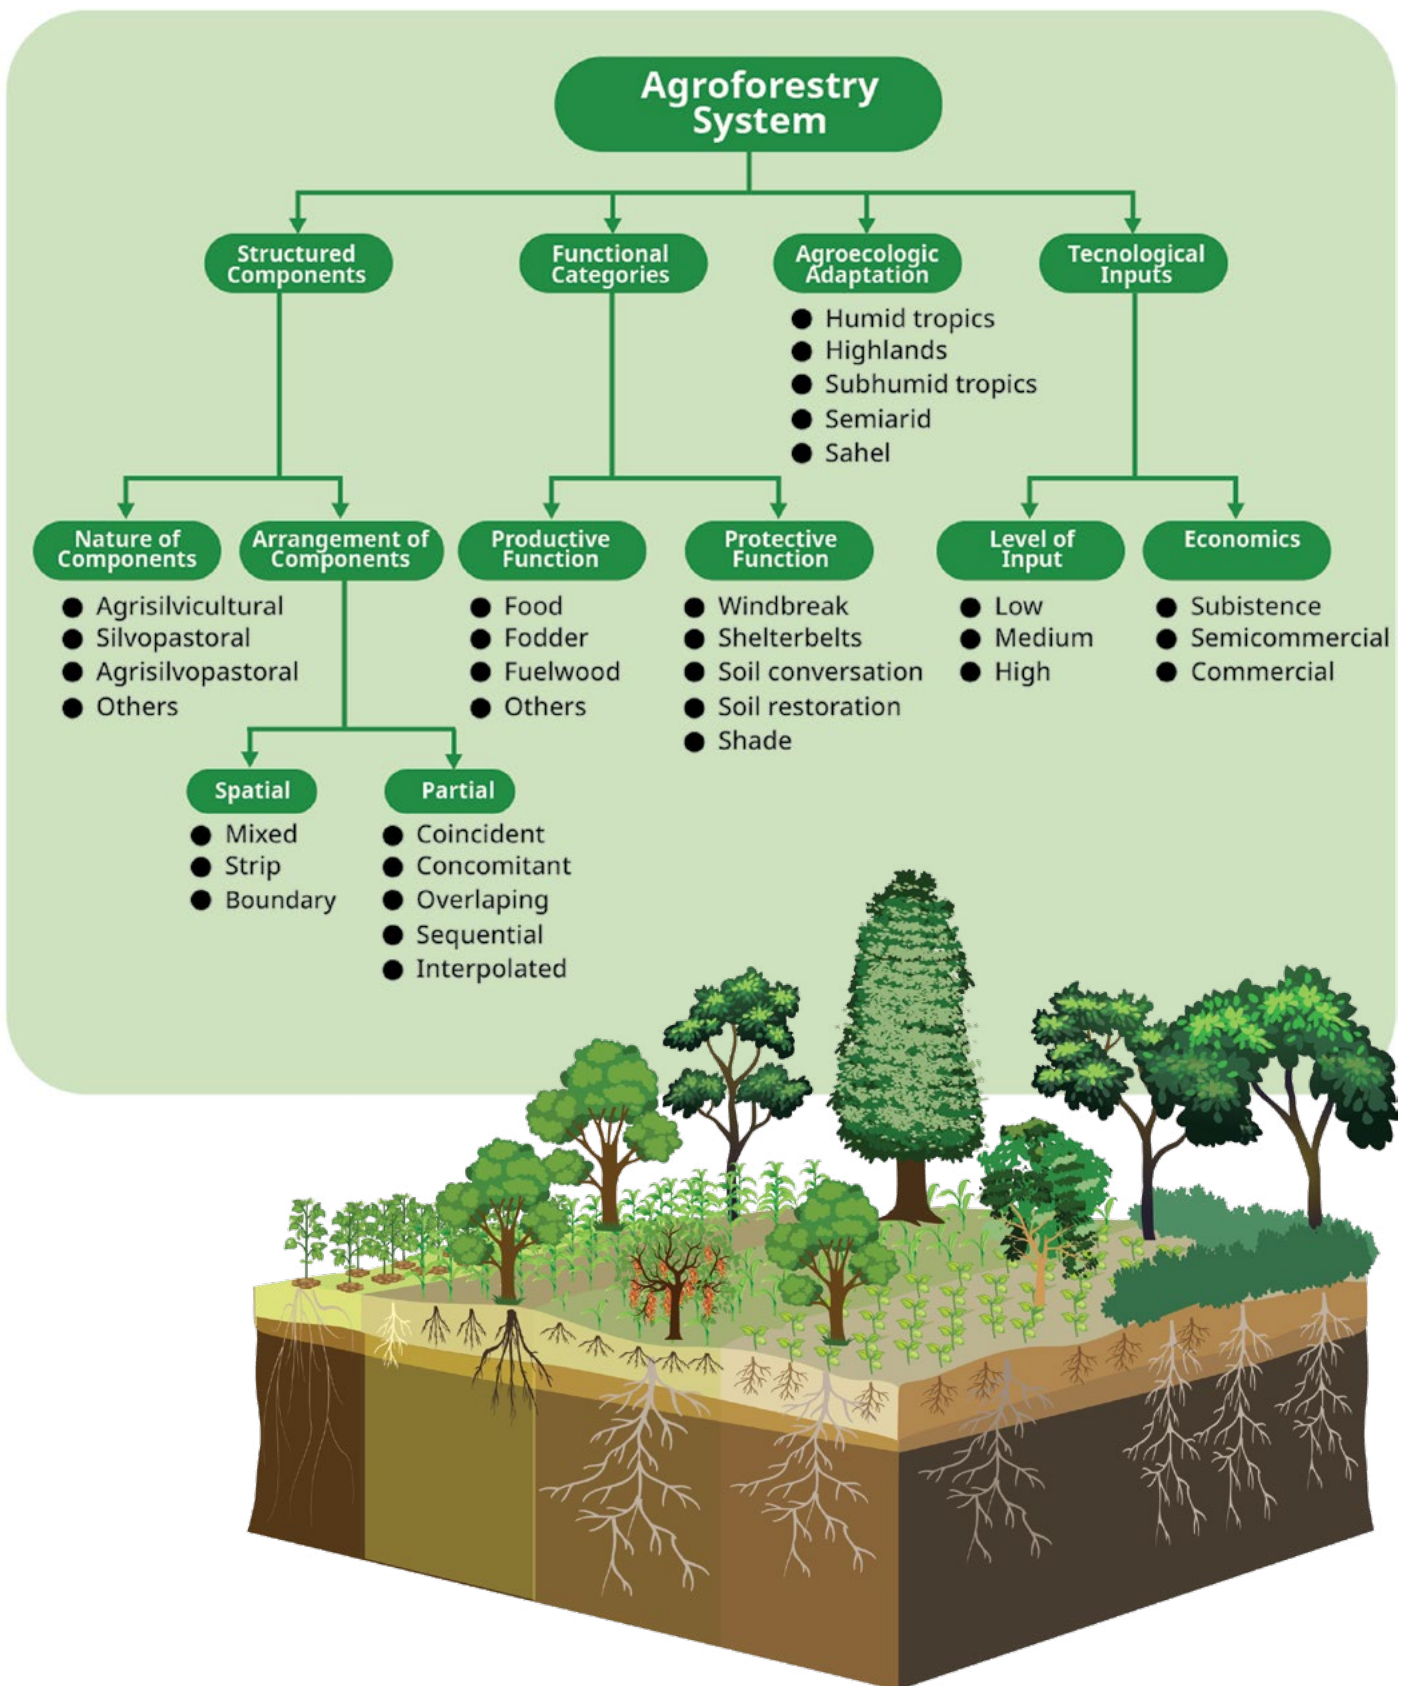 Agroforestry
System
Structured
Components
Functional
Categories
Agroecologic
Adaptation
Tecnological
Inputs
Humid tropics
Highlands
Subhumid tropics
Semiarid
Sahel
Nature of
Components
Arrangement of
Components
Productive
Function
Protective
Function
Level of
Input
Economics
Agrisilvicultural
Silvopastoral
Agrisilvopastoral
Others
Food
Fodder
Fuelwood
Others
Windbreak
Shelterbelts
Soil conversation
Soil restoration
Shade
Low
Medium
High
Subistence
Semicommercial
Commercial
Spatial
Mixed
Strip
Boundary
Partial
Coincident
Concomitant
Overlaping
Sequential
Interpolated